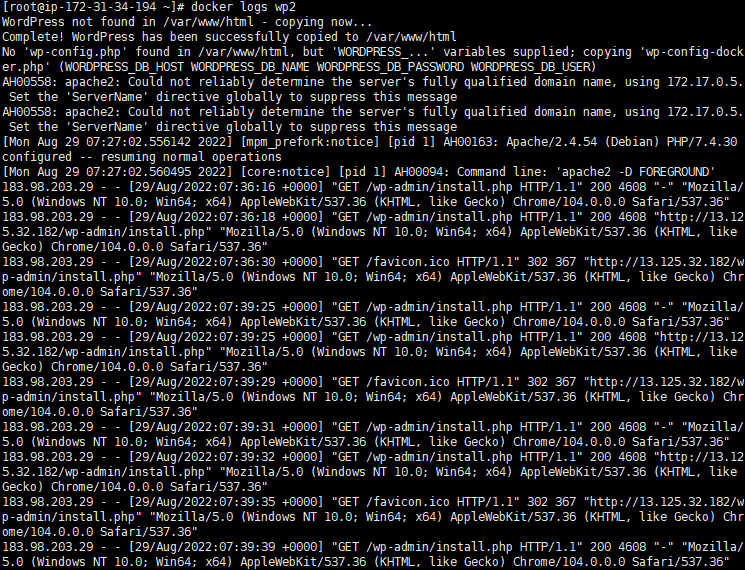 [root@ip-172-31-34-194 ~]# docker logs wp2
WordPress not found in /var/www/html - copying now...
Complete! WordPress has been successfully copied to /var/www/html
No 'wp-config.php' found in /var/www/html, but 'WORDPRESS_...' variables supplied; copying 'wp-config-dock
er.php' (WORDPRESS_DB_HOST WORDPRESS_DB_NAME WORDPRESS_DB_PASSWORD WORDPRESS_DB_USER)
AH00558: apache2: Could not reliably determine the server's fully qualified domain name, using 172.17.0.5.
 Set the 'ServerName' directive globally to suppress this message
AH00558: apache2: Could not reliably determine the server's fully qualified domain name, using 172.17.0.5.
 Set the 'ServerName' directive globally to suppress this message
[Mon Aug 29 07:27:02.556142 2022] [mpm_prefork:notice] [pid 1] AH00163: Apache/2.4.54 (Debian) PHP/7.4.30
configured -- resuming normal operations
[Mon Aug 29 07:27:02.560495 2022] [core:notice] [pid 1] AH00094: Command line: 'apache2 -D FOREGROUND'
183.98.203.29 - - [29/Aug/2022:07:36:16 +0000] "GET /wp-admin/install.php HTTP/1.1" 200 4608 "-" "Mozilla/
5.0 (Windows NT 10.0; Win64; x64) AppleWebKit/537.36 (KHTML, like Gecko) Chrome/104.0.0.0 Safari/537.36"
183.98.203.29 - - [29/Aug/2022:07:36:18 +0000] "GET /wp-admin/install.php HTTP/1.1" 200 4608 "http://13.12
5.32.182/wp-admin/install.php" "Mozilla/5.0 (Windows NT 10.0; Win64; x64) AppleWebKit/537.36 (KHTML, like
Gecko) Chrome/104.0.0.0 Safari/537.36"
183.98.203.29 - - [29/Aug/2022:07:36:30 +0000] "GET /favicon.ico HTTP/1.1" 302 367 "http://13.125.32.182/w
p-admin/install.php" "Mozilla/5.0 (Windows NT 10.0; Win64; x64) AppleWebKit/537.36 (KHTML, like Gecko) Chr
ome/104.0.0.0 Safari/537.36"
183.98.203.29 - - [29/Aug/2022:07:39:25 +0000] "GET /wp-admin/install.php HTTP/1.1" 200 4608 "-" "Mozilla/
5.0 (Windows NT 10.0; Win64; x64) AppleWebKit/537.36 (KHTML, like Gecko) Chrome/104.0.0.0 Safari/537.36"
183.98.203.29 - - [29/Aug/2022:07:39:25 +0000] "GET /wp-admin/install.php HTTP/1.1" 200 4608 "http://13.12
5.32.182/wp-admin/install.php" "Mozilla/5.0 (Windows NT 10.0; Win64; x64) AppleWebKit/537.36 (KHTML, like
Gecko) Chrome/104.0.0.0 Safari/537.36"
183.98.203.29 - - [29/Aug/2022:07:39:29 +0000] "GET /favicon.ico HTTP/1.1" 302 367 "http://13.125.32.182/w
p-admin/install.php" "Mozilla/5.0 (Windows NT 10.0; Win64; x64) AppleWebKit/537.36 (KHTML, like Gecko) Chr
ome/104.0.0.0 Safari/537.36"
183.98.203.29 - - [29/Aug/2022:07:39:31 +0000] "GET /wp-admin/install.php HTTP/1.1" 200 4608 "-" "Mozilla/
5.0 (Windows NT 10.0; Win64; x64) AppleWebKit/537.36 (KHTML, like Gecko) Chrome/104.0.0.0 Safari/537.36"
183.98.203.29 - - [29/Aug/2022:07:39:32 +0000] "GET /wp-admin/install.php HTTP/1.1" 200 4608 "http://13.12
5.32.182/wp-admin/install.php" "Mozilla/5.0 (Windows NT 10.0; Win64; x64) AppleWebKit/537.36 (KHTML, like
Gecko) Chrome/104.0.0.0 Safari/537.36"
183.98.203.29 - - [29/Aug/2022:07:39:35 +0000] "GET /favicon.ico HTTP/1.1" 302 367 "http://13.125.32.182/w
p-admin/install.php" "Mozilla/5.0 (Windows NT 10.0; Win64; x64) AppleWebKit/537.36 (KHTML, like Gecko) Chr
ome/104.0.0.0 Safari/537.36"
183.98.203.29 - - [29/Aug/2022:07:39:39 +0000] "GET /wp-admin/install.php HTTP/1.1" 200 4608 "-" "Mozilla/
5.0 (Windows NT 10.0; Win64; x64) AppleWebKit/537.36 (KHTML, like Gecko) Chrome/104.0.0.0 Safari/537.36"